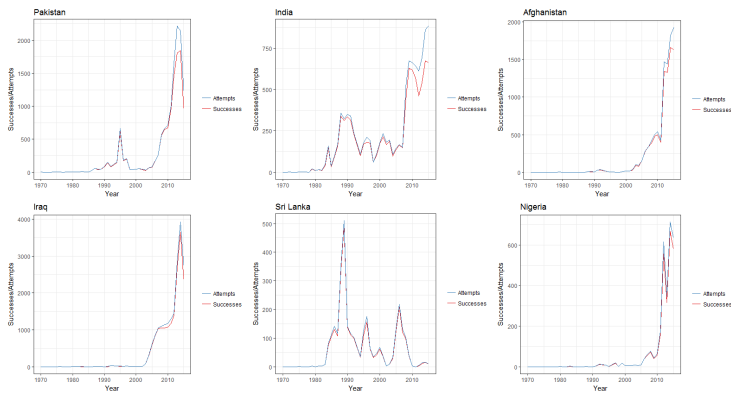 Pakistan
Successes/Attempts
2000
1500
1000
500
0
1970 1980 1990 2000 2010
Year
Attempts
Successes
India
Successes/Attempts
750
500
250
0
1970 1980 1990 2000 2010
Year
Attempts
Successes
Afghanistan
Successes/Attempts
2000
1500
1000
500
0
1970 1980 1990 2000 2010
Year
Attempts
Successes
Iraq
Successes/Attempts
4000
3000
2000
1000
0
1970 1980 1990 2000 2010
Year
Attempts
Successes
Sri Lanka
Successes/Attempts
500
400
300
200
100
0
1970 1980 1990 2000 2010
Year
Attempts
Successes
Nigeria
Successes/Attempts
600
400
200
0
1970 1980 1990 2000 2010
Year
Attempts
Successes